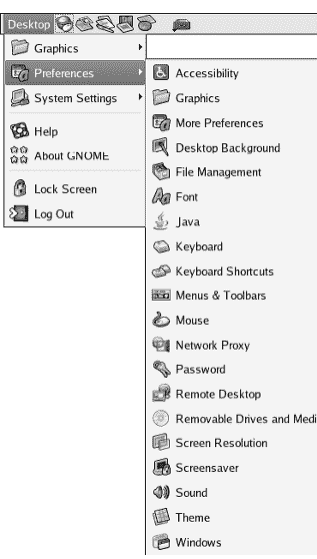 Desktop
Graphics
Preferences
System Settings
Help
About GNOME
Lock Screen
Log Out
Accessibility
Graphics
More Preferences
Desktop Background
File Management
Font
Java
Keyboard
Keyboard Shortcuts
Menus & Toolbars
Mouse
Network Proxy
Password
Remote Desktop
Removable Drives and Medi
Screen Resolution
Screensaver
Sound
Theme
Windows